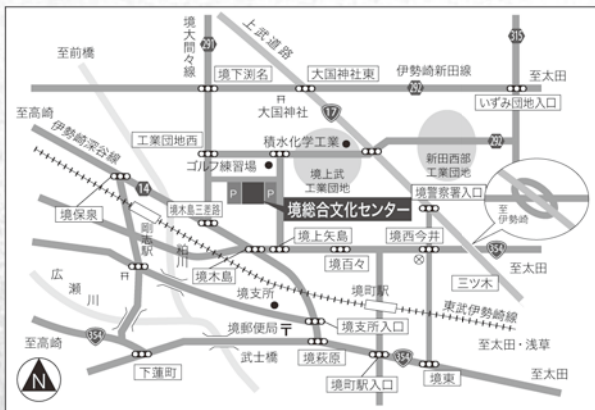 上武道路
境大間々線
291
315
至前橋
境下渕名
大国神社東
伊勢崎新田線
292
至太田
いずみ団地入口
大国神社
17
至高崎
伊勢崎深谷線
工業団地西
積水化学工業
292
ゴルフ練習場
境上武
工業団地
新田西部
工業団地
14
境警察署入口
P
P
境総合文化センター
境保泉
境木島三差路
至
伊勢崎
剛志駅
粕川
境上矢島
境西今井
354
境木島
境百々
三ツ木
至太田
広瀬川
境支所
境町駅
東武伊勢崎線
354
境郵便局
〒
境支所入口
至高崎
武士橋
境萩原
354
至太田・浅草
下蓮町
境町駅入口
境東
至太田
N